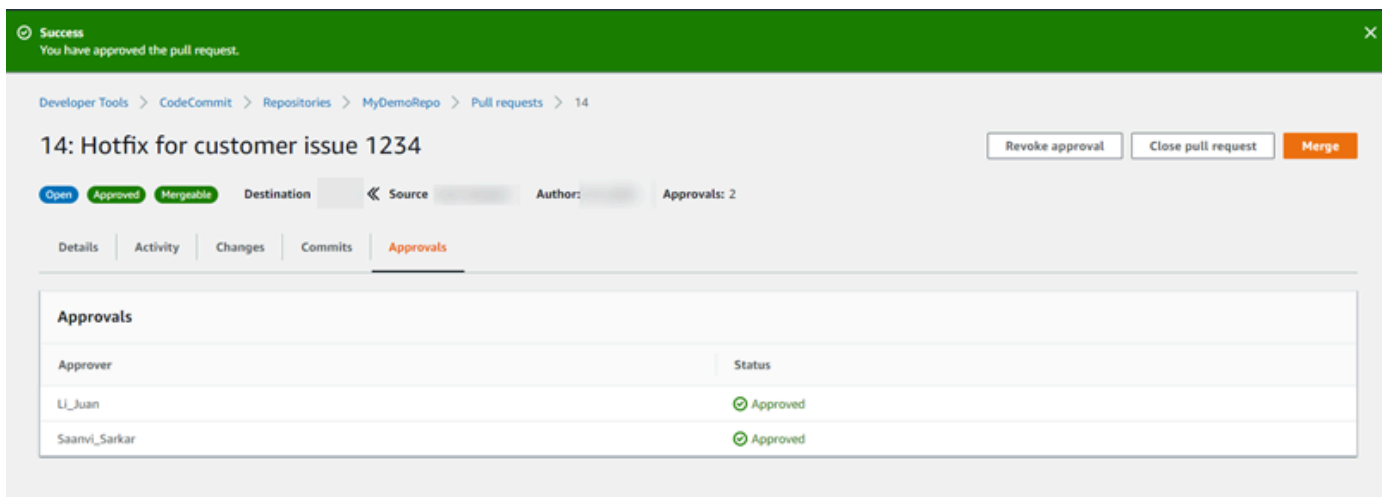 Success
You have approved the pull request.
Developer Tools > CodeCommit > Repositories > MyDemoRepo > Pull requests > 14
14: Hotfix for customer issue 1234 Revoke approval Close pull request Merge
Open Approved Mergeable Destination « Source Author: Approvals: 2
Details Activity Changes Commits Approvals
Approvals
Approver Status
Li_Juan Approved
Saanvi_Sarkar Approved